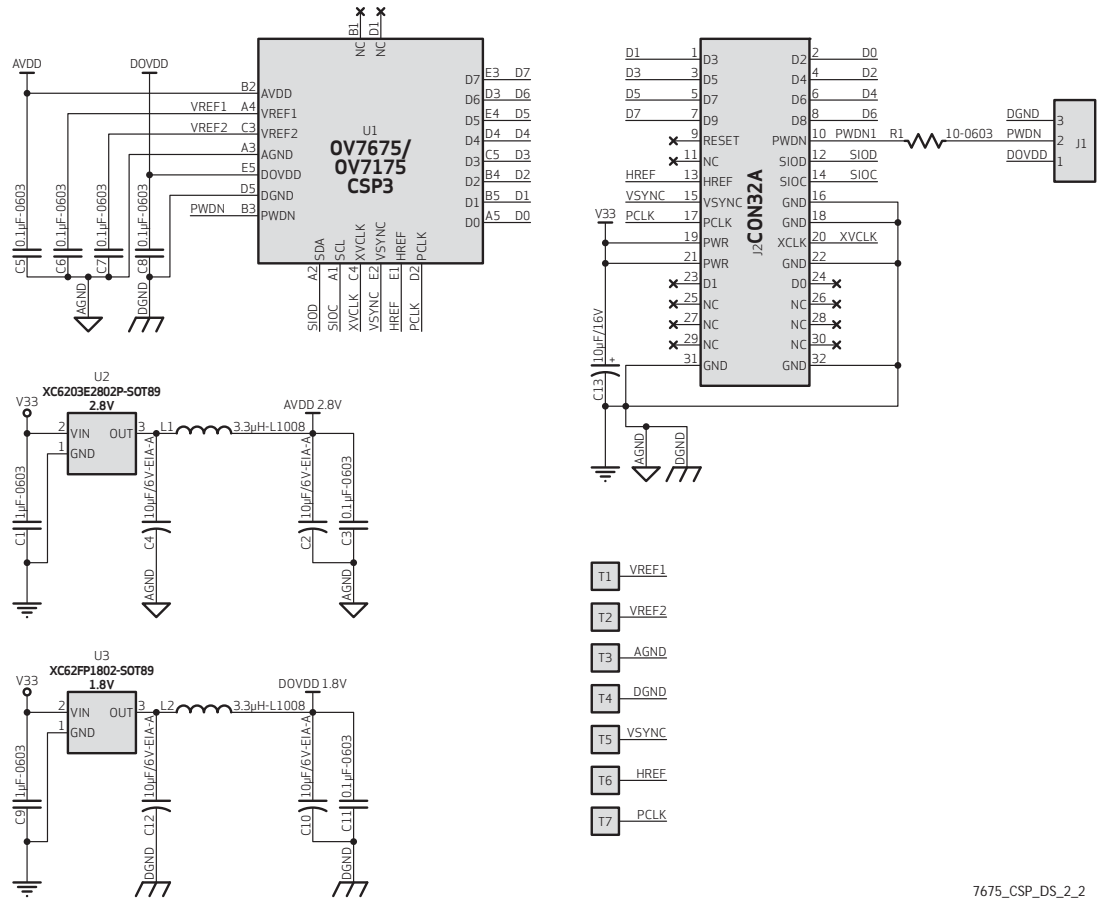 B1
D1
NC
NC
AVDD
DOVDD
U1
OV7675/
OV7175
CSP3
B2 AVDD
VREF1 A4 VREF1
VREF2 C3 VREF2
A3 AGND
E5 DOVDD
D5 DGND
PWDN B3 PWDN
D7 E3 D7
D6 D3 D6
D5 E4 D5
D4 D4 D4
D3 C5 D3
D2 B4 D2
D1 B5 D1
D0 A5 D0
SDA
SCL
XVCLK
VSYNC
HREF
PCLK
A2
A1
C4
E2
E1
D2
SIOD
SIOC
XVCLK
VSYNC
HREF
PCLK
C5 0.1µF-0603
C6 0.1µF-0603
C7 0.1µF-0603
C8 0.1µF-0603
AGND
DGND
D1 1 D3
D3 3 D5
D5 5 D7
D7 7 D9
9 RESET
11 NC
HREF 13 HREF
VSYNC 15 VSYNC
PCLK 17 PCLK
19 PWR
21 PWR
23 D1
25 NC
27 NC
29 NC
31 GND
J2 CON32A
D2 2 D0
D4 4 D2
D6 6 D4
D8 8 D6
PWDN 10 PWDN1
SIOD 12 SIOD
SIOC 14 SIOC
GND 16
GND 18
XCLK 20 XVCLK
GND 22
D0 24
NC 26
NC 28
NC 30
GND 32
R1 10-0603
DGND 3
PWDN 2
DOVDD 1
J1
V33
C13 10µF/16V
+
AGND
DGND
U2
XC6203E2802P-SOT89
2.8V
V33
2 VIN OUT 3
1 GND
L1 3.3µH-L1008
AVDD 2.8V
C1 1µF-0603
C4 10µF/6V-EIA-A
C2 10µF/6V-EIA-A
C3 0.1µF-0603
AGND
AGND
U3
XC62FP1802-SOT89
1.8V
V33
2 VIN OUT 3
1 GND
L2 3.3µH-L1008
DOVDD 1.8V
C9 1µF-0603
C12 10µF/6V-EIA-A
C10 10µF/6V-EIA-A
C11 0.1µF-0603
DGND
DGND
T1 VREF1
T2 VREF2
T3 AGND
T4 DGND
T5 VSYNC
T6 HREF
T7 PCLK
7675_CSP_DS_2_2